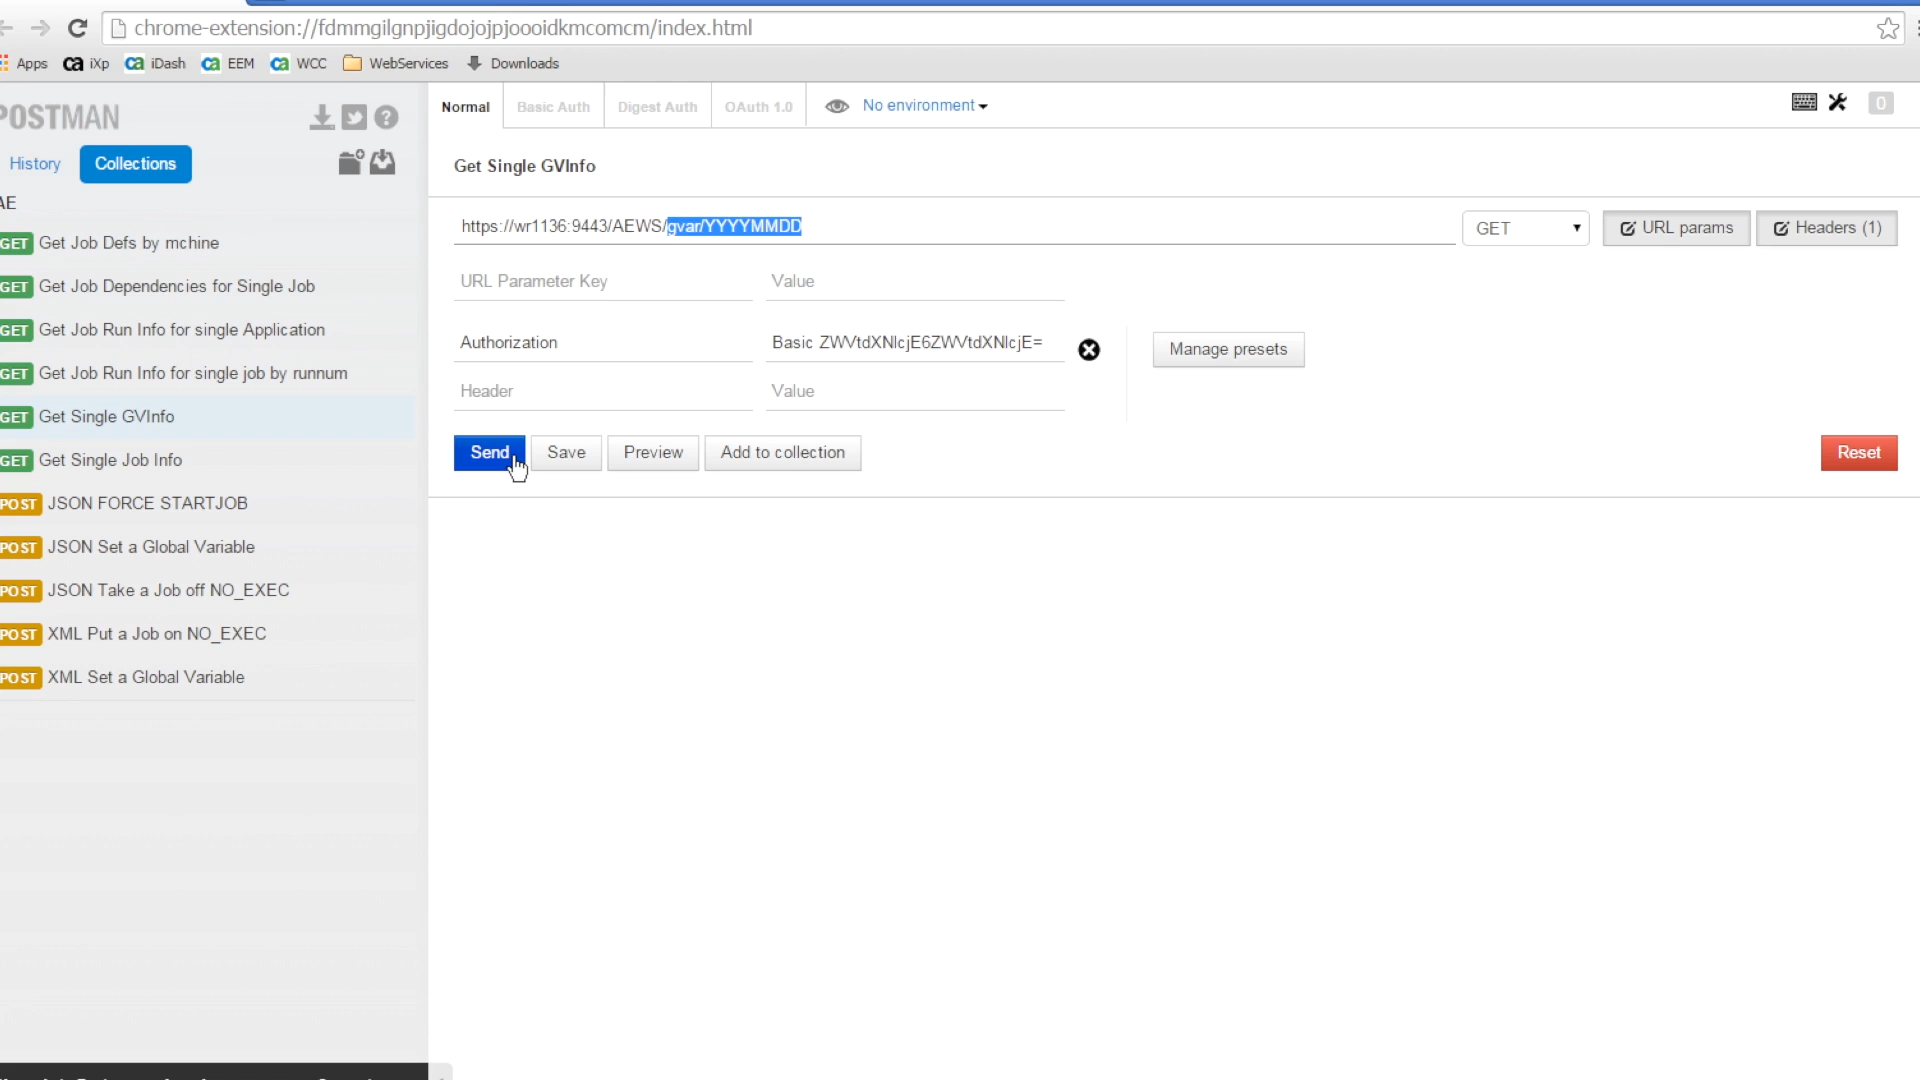 chrome-extension://fdmmgilgnpjigdojojpjoooidkmcomcm/index.html
Apps iXp iDash EEM WCC WebServices Downloads
POSTMAN
History Collections
AE
GET Get Job Defs by mchine
GET Get Job Dependencies for Single Job
GET Get Job Run Info for single Application
GET Get Job Run Info for single job by runnum
GET Get Single GVInfo
GET Get Single Job Info
POST JSON FORCE STARTJOB
POST JSON Set a Global Variable
POST JSON Take a Job off NO_EXEC
POST XML Put a Job on NO_EXEC
POST XML Set a Global Variable
Normal Basic Auth Digest Auth OAuth 1.0 No environment 0
Get Single GVInfo
https://wr1136:9443/AEWS/gvar/YYYYMMDD GET URL params Headers (1)
URL Parameter Key Value
Authorization Basic ZWVtdXNlcjE6ZWVtdXNlcjE= Manage presets
Header Value
Send Save Preview Add to collection Reset